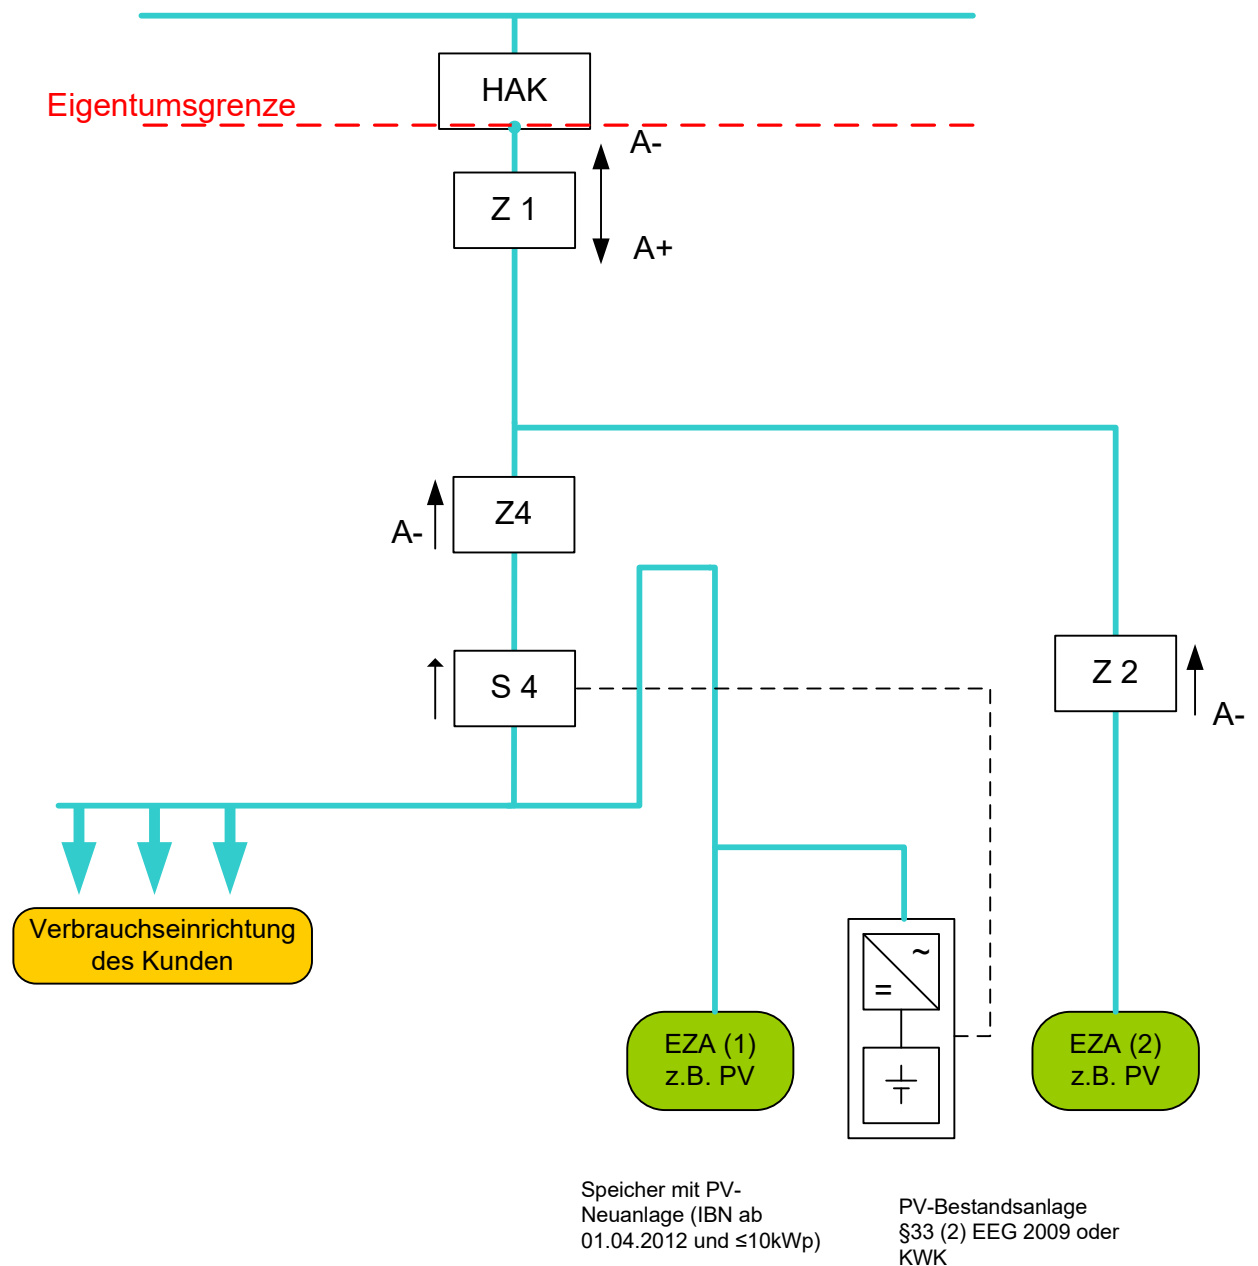 HAK
Eigentumsgrenze
A-
Z 1
A+
Z4
A-
S 4
Z 2
A-
Verbrauchseinrichtung
des Kunden
~
=
EZA (1)
z.B. PV
EZA (2)
z.B. PV
Speicher mit PV-
Neuanlage (IBN ab
01.04.2012 und ≤10kWp)
PV-Bestandsanlage
§33 (2) EEG 2009 oder
KWK